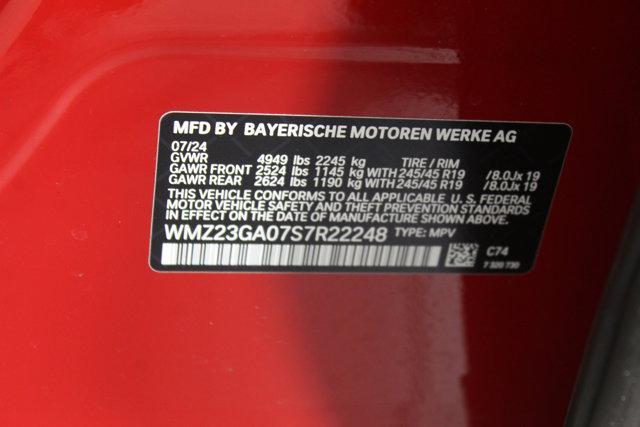 MFD BY BAYERISCHE MOTOREN WERKE AG
07/24
GVWR 4949 lbs 2245 kg TIRE / RIM
GAWR FRONT 2524 lbs 1145 kg WITH 245/45 R19 /8.0Jx 19
GAWR REAR 2624 lbs 1190 kg WITH 245/45 R19 /8.0Jx 19
THIS VEHICLE CONFORMS TO ALL APPLICABLE U. S. FEDERAL
MOTOR VEHICLE SAFETY BUMPER AND THEFT PREVENTION
STANDARDS IN EFFECT ON THE DATE OF MANUFACTURE SHOWN ABOVE.
WMZ23GA07S7R22248 TYPE: MPV
C74
7 320 730